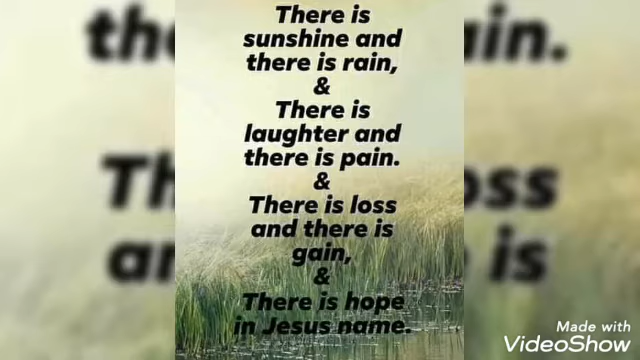 There is
sunshine and
there is rain,
&
There is
laughter and
there is pain.
&
There is loss
and there is
gain,
&
There is hope
in Jesus name.
Made with
VideoShow